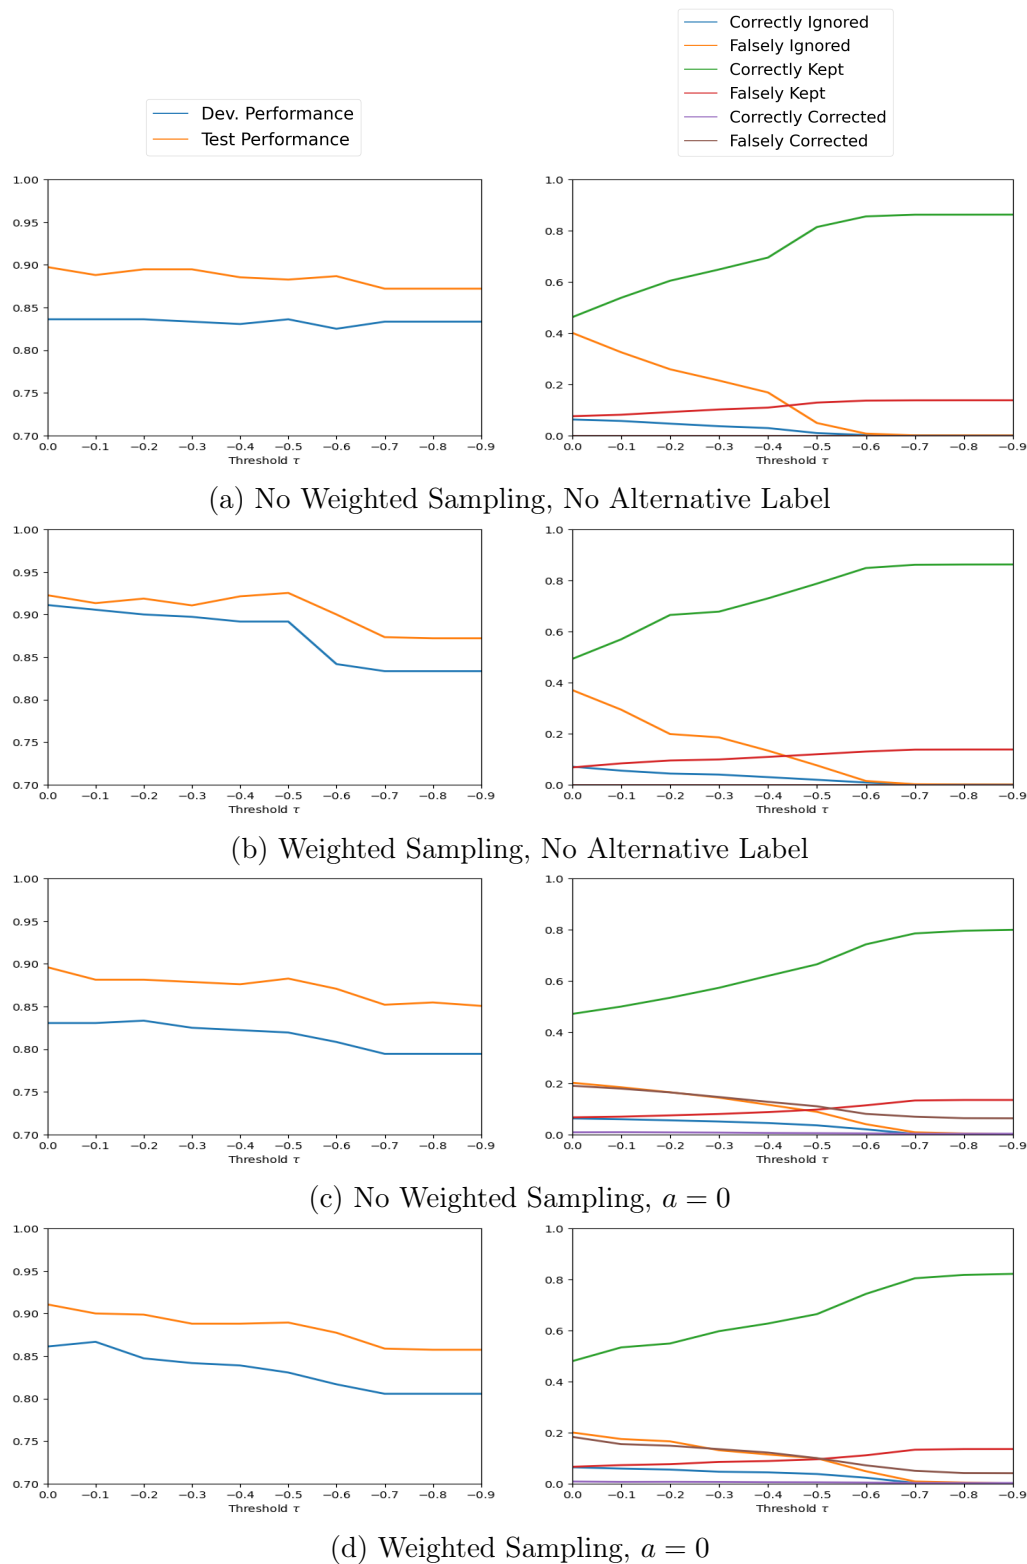 Correctly Ignored
Falsely Ignored
Correctly Kept
Falsely Kept
Correctly Corrected
Falsely Corrected
Dev. Performance
Test Performance
1.00
0.95
0.90
0.85
0.80
0.75
0.70
0.0 −0.1 −0.2 −0.3 −0.4 −0.5 −0.6 −0.7 −0.8 −0.9
Threshold τ
1.0
0.8
0.6
0.4
0.2
0.0
0.0 −0.1 −0.2 −0.3 −0.4 −0.5 −0.6 −0.7 −0.8 −0.9
Threshold τ
(a) No Weighted Sampling, No Alternative Label
1.00
0.95
0.90
0.85
0.80
0.75
0.70
0.0 −0.1 −0.2 −0.3 −0.4 −0.5 −0.6 −0.7 −0.8 −0.9
Threshold τ
1.0
0.8
0.6
0.4
0.2
0.0
0.0 −0.1 −0.2 −0.3 −0.4 −0.5 −0.6 −0.7 −0.8 −0.9
Threshold τ
(b) Weighted Sampling, No Alternative Label
1.00
0.95
0.90
0.85
0.80
0.75
0.70
0.0 −0.1 −0.2 −0.3 −0.4 −0.5 −0.6 −0.7 −0.8 −0.9
Threshold τ
1.0
0.8
0.6
0.4
0.2
0.0
0.0 −0.1 −0.2 −0.3 −0.4 −0.5 −0.6 −0.7 −0.8 −0.9
Threshold τ
(c) No Weighted Sampling, a = 0
1.00
0.95
0.90
0.85
0.80
0.75
0.70
0.0 −0.1 −0.2 −0.3 −0.4 −0.5 −0.6 −0.7 −0.8 −0.9
Threshold τ
1.0
0.8
0.6
0.4
0.2
0.0
0.0 −0.1 −0.2 −0.3 −0.4 −0.5 −0.6 −0.7 −0.8 −0.9
Threshold τ
(d) Weighted Sampling, a = 0